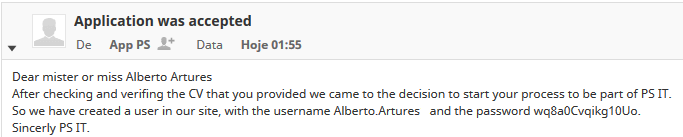 Application was accepted
De App PS Data Hoje 01:55
Dear mister or miss Alberto Artures
After checking and verifing the CV that you provided we came to the decision to start your process to be part of PS IT.
So we have created a user in our site, with the username Alberto.Artures and the password wq8a0Cvqikg10Uo.
Sincerly PS IT.